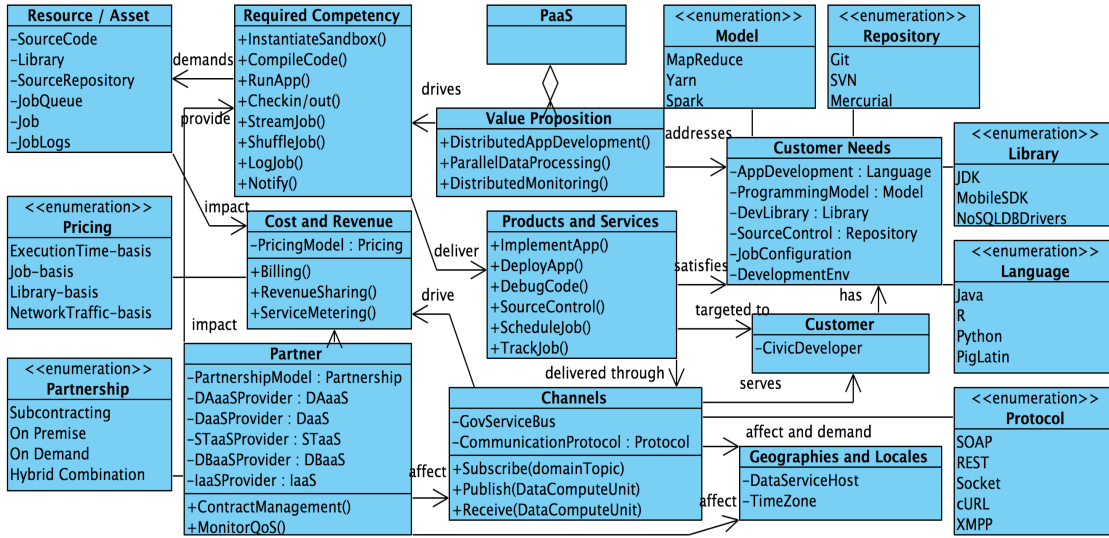 Resource / Asset
-SourceCode
-Library
-SourceRepository
-JobQueue
-Job
-JobLogs
demands
provide
Required Competency
+InstantiateSandbox()
+CompileCode()
+RunApp()
+Checkin/out()
+StreamJob()
+ShuffleJob()
+LogJob()
+Notify()
drives
PaaS
Value Proposition
+DistributedAppDevelopment()
+ParallelDataProcessing()
+DistributedMonitoring()
addresses
<<enumeration>>
Model
MapReduce
Yarn
Spark
<<enumeration>>
Repository
Git
SVN
Mercurial
Customer Needs
-AppDevelopment : Language
-ProgrammingModel : Model
-DevLibrary : Library
-SourceControl : Repository
-JobConfiguration
-DevelopmentEnv
<<enumeration>>
Library
JDK
MobileSDK
NoSQLDBDrivers
<<enumeration>>
Pricing
ExecutionTime-basis
Job-basis
Library-basis
NetworkTraffic-basis
impact
Cost and Revenue
-PricingModel : Pricing
+Billing()
+RevenueSharing()
+ServiceMetering()
deliver
drive
Products and Services
+ImplementApp()
+DeployApp()
+DebugCode()
+SourceControl()
+ScheduleJob()
+TrackJob()
satisfies
targeted to
has
Customer
-CivicDeveloper
serves
<<enumeration>>
Language
Java
R
Python
PigLatin
<<enumeration>>
Partnership
Subcontracting
On Premise
On Demand
Hybrid Combination
impact
Partner
-PartnershipModel : Partnership
-DAaaSProvider : DAaaS
-DaaSProvider : DaaS
-STaaSProvider : STaaS
-DBaaSProvider : DBaaS
-IaaSProvider : IaaS
+ContractManagement()
+MonitorQoS()
affect
delivered through
Channels
-GovServiceBus
-CommunicationProtocol : Protocol
+Subscribe(domainTopic)
+Publish(DataComputeUnit)
+Receive(DataComputeUnit)
affect and demand
affect
Geographies and Locales
-DataServiceHost
-TimeZone
<<enumeration>>
Protocol
SOAP
REST
Socket
cURL
XMPP